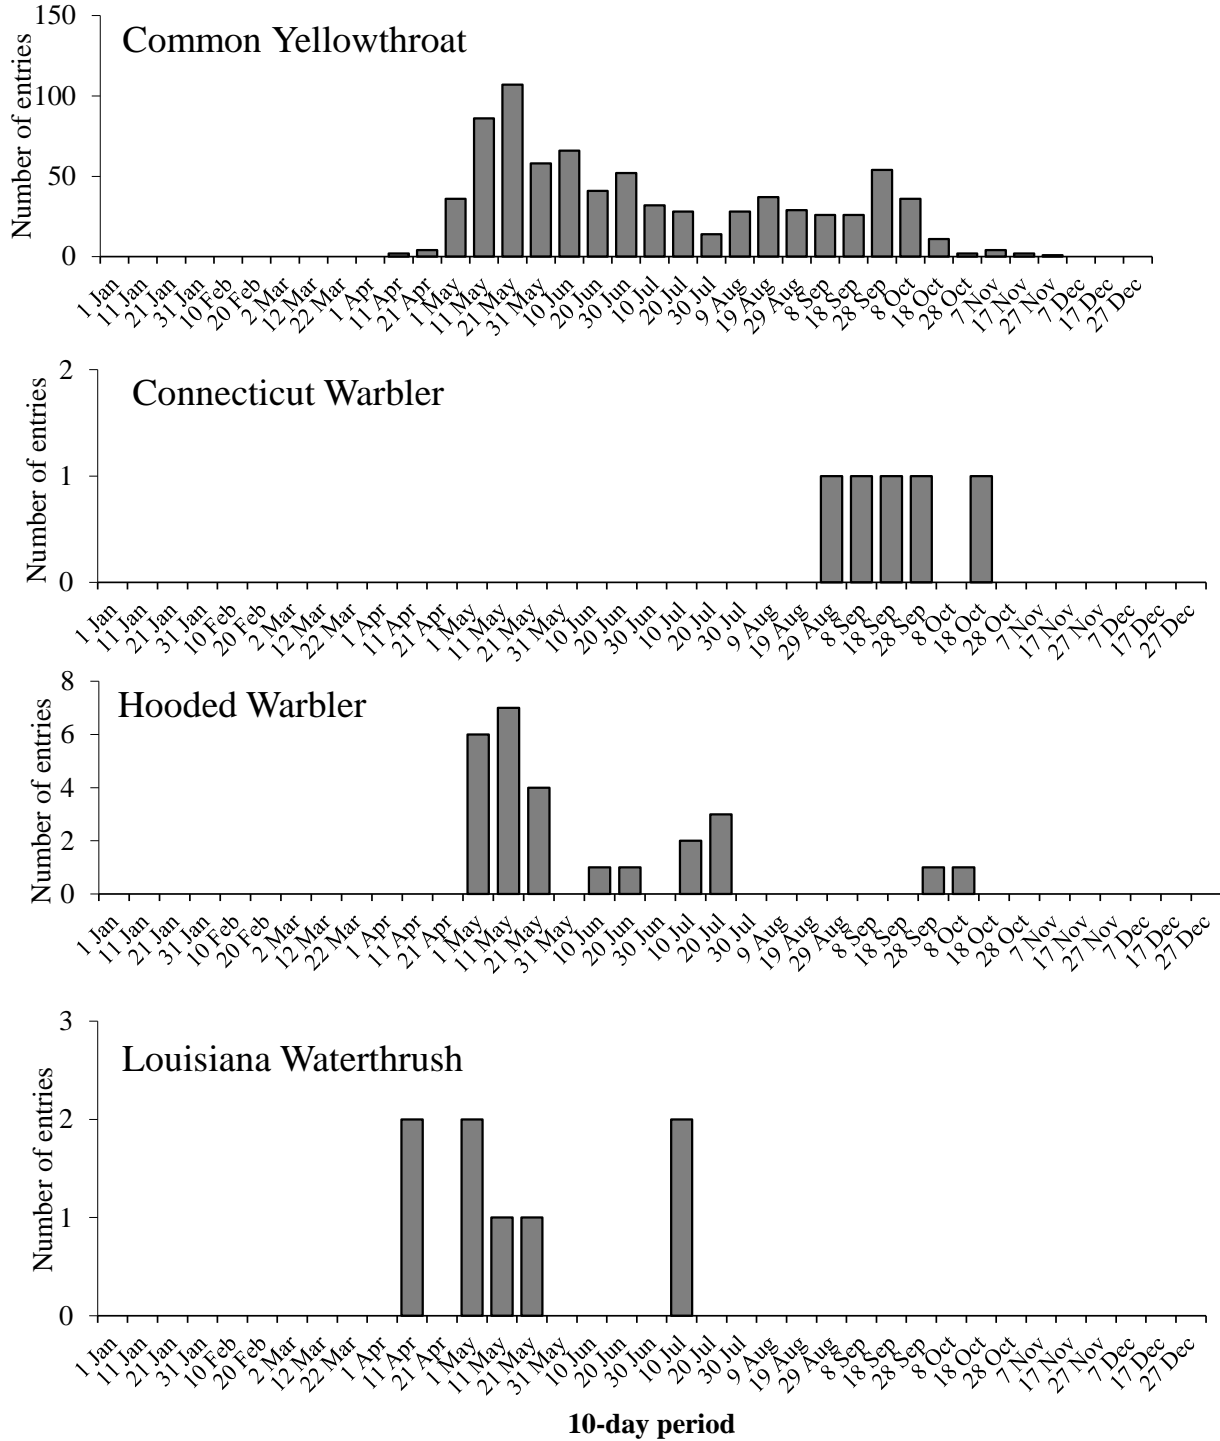 Common Yellowthroat
Number of entries
150
100
50
0
1 Jan
11 Jan
21 Jan
31 Jan
10 Feb
20 Feb
2 Mar
12 Mar
22 Mar
1 Apr
11 Apr
21 Apr
1 May
11 May
21 May
31 May
10 Jun
20 Jun
30 Jun
10 Jul
20 Jul
30 Jul
9 Aug
19 Aug
29 Aug
8 Sep
18 Sep
28 Sep
8 Oct
18 Oct
28 Oct
7 Nov
17 Nov
27 Nov
7 Dec
17 Dec
27 Dec
Connecticut Warbler
Number of entries
2
1
0
1 Jan
11 Jan
21 Jan
31 Jan
10 Feb
20 Feb
2 Mar
12 Mar
22 Mar
1 Apr
11 Apr
21 Apr
1 May
11 May
21 May
31 May
10 Jun
20 Jun
30 Jun
10 Jul
20 Jul
30 Jul
9 Aug
19 Aug
29 Aug
8 Sep
18 Sep
28 Sep
8 Oct
18 Oct
28 Oct
7 Nov
17 Nov
27 Nov
7 Dec
17 Dec
27 Dec
Hooded Warbler
Number of entries
8
6
4
2
0
1 Jan
11 Jan
21 Jan
31 Jan
10 Feb
20 Feb
2 Mar
12 Mar
22 Mar
1 Apr
11 Apr
21 Apr
1 May
11 May
21 May
31 May
10 Jun
20 Jun
30 Jun
10 Jul
20 Jul
30 Jul
9 Aug
19 Aug
29 Aug
8 Sep
18 Sep
28 Sep
8 Oct
18 Oct
28 Oct
7 Nov
17 Nov
27 Nov
7 Dec
17 Dec
27 Dec
Louisiana Waterthrush
Number of entries
3
2
1
0
1 Jan
11 Jan
21 Jan
31 Jan
10 Feb
20 Feb
2 Mar
12 Mar
22 Mar
1 Apr
11 Apr
21 Apr
1 May
11 May
21 May
31 May
10 Jun
20 Jun
30 Jun
10 Jul
20 Jul
30 Jul
9 Aug
19 Aug
29 Aug
8 Sep
18 Sep
28 Sep
8 Oct
18 Oct
28 Oct
7 Nov
17 Nov
27 Nov
7 Dec
17 Dec
27 Dec
10-day period